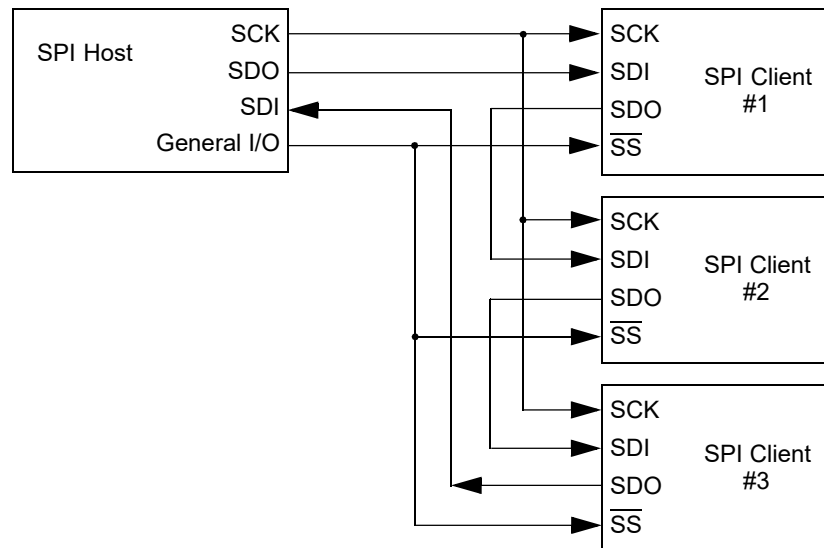 SPI Host
SCK
SDO
SDI
General I/O
SCK
SDI
SDO
SS
SPI Client
#1
SCK
SDI
SDO
SS
SPI Client
#2
SCK
SDI
SDO
SS
SPI Client
#3